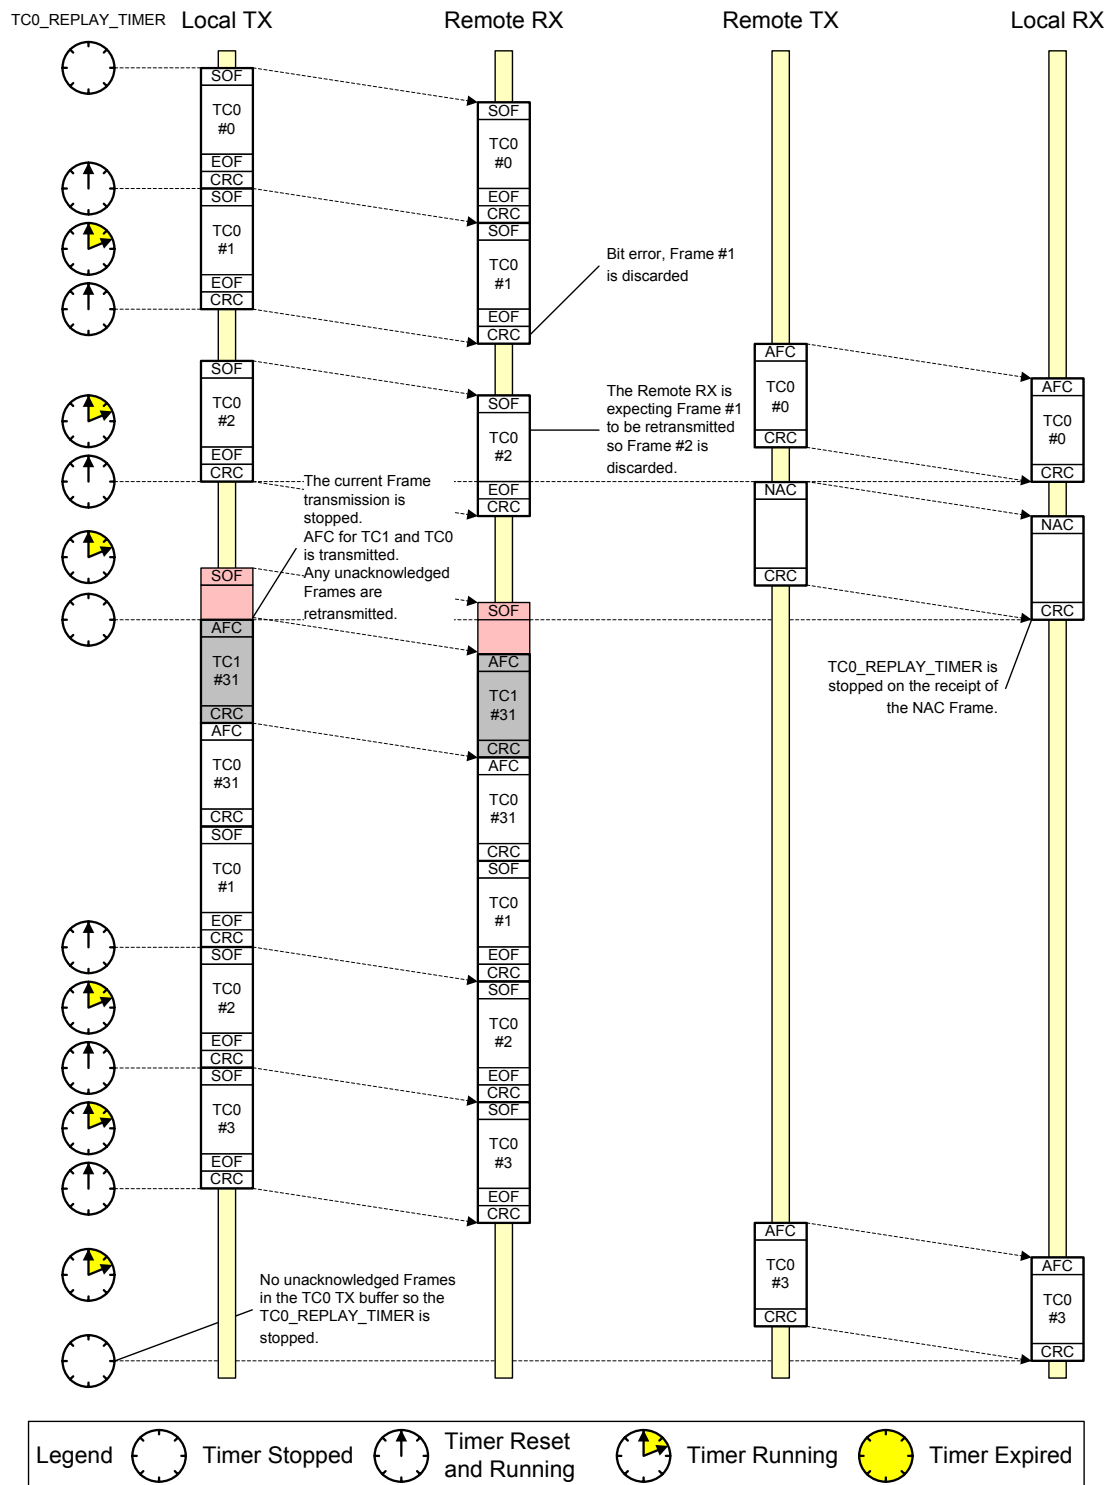 TC0_REPLAY_TIMER Local TX Remote RX Remote TX Local RX
SOF
TC0
#0
EOF
CRC
SOF
TC0
#1
EOF
CRC
SOF
TC0
#2
EOF
CRC
SOF
AFC
TC1
#31
CRC
AFC
TC0
#31
CRC
SOF
TC0
#1
EOF
CRC
SOF
TC0
#2
EOF
CRC
SOF
TC0
#3
EOF
CRC
SOF
TC0
#0
EOF
CRC
SOF
TC0
#1
EOF
CRC
SOF
TC0
#2
EOF
CRC
SOF
AFC
TC1
#31
CRC
AFC
TC0
#31
CRC
SOF
TC0
#1
EOF
CRC
SOF
TC0
#2
EOF
CRC
SOF
TC0
#3
EOF
CRC
Bit error, Frame #1
is discarded
The Remote RX is
expecting Frame #1
to be retransmitted
so Frame #2 is
discarded.
The current Frame
transmission is
stopped.
AFC for TC1 and TC0
is transmitted.
Any unacknowledged
Frames are
retransmitted.
AFC
TC0
#0
CRC
NAC
CRC
AFC
TC0
#3
CRC
AFC
TC0
#0
CRC
NAC
CRC
TC0_REPLAY_TIMER is
stopped on the receipt of
the NAC Frame.
AFC
TC0
#3
CRC
No unacknowledged Frames
in the TC0 TX buffer so the
TC0_REPLAY_TIMER is
stopped.
Legend
Timer Stopped
Timer Reset
and Running
Timer Running
Timer Expired